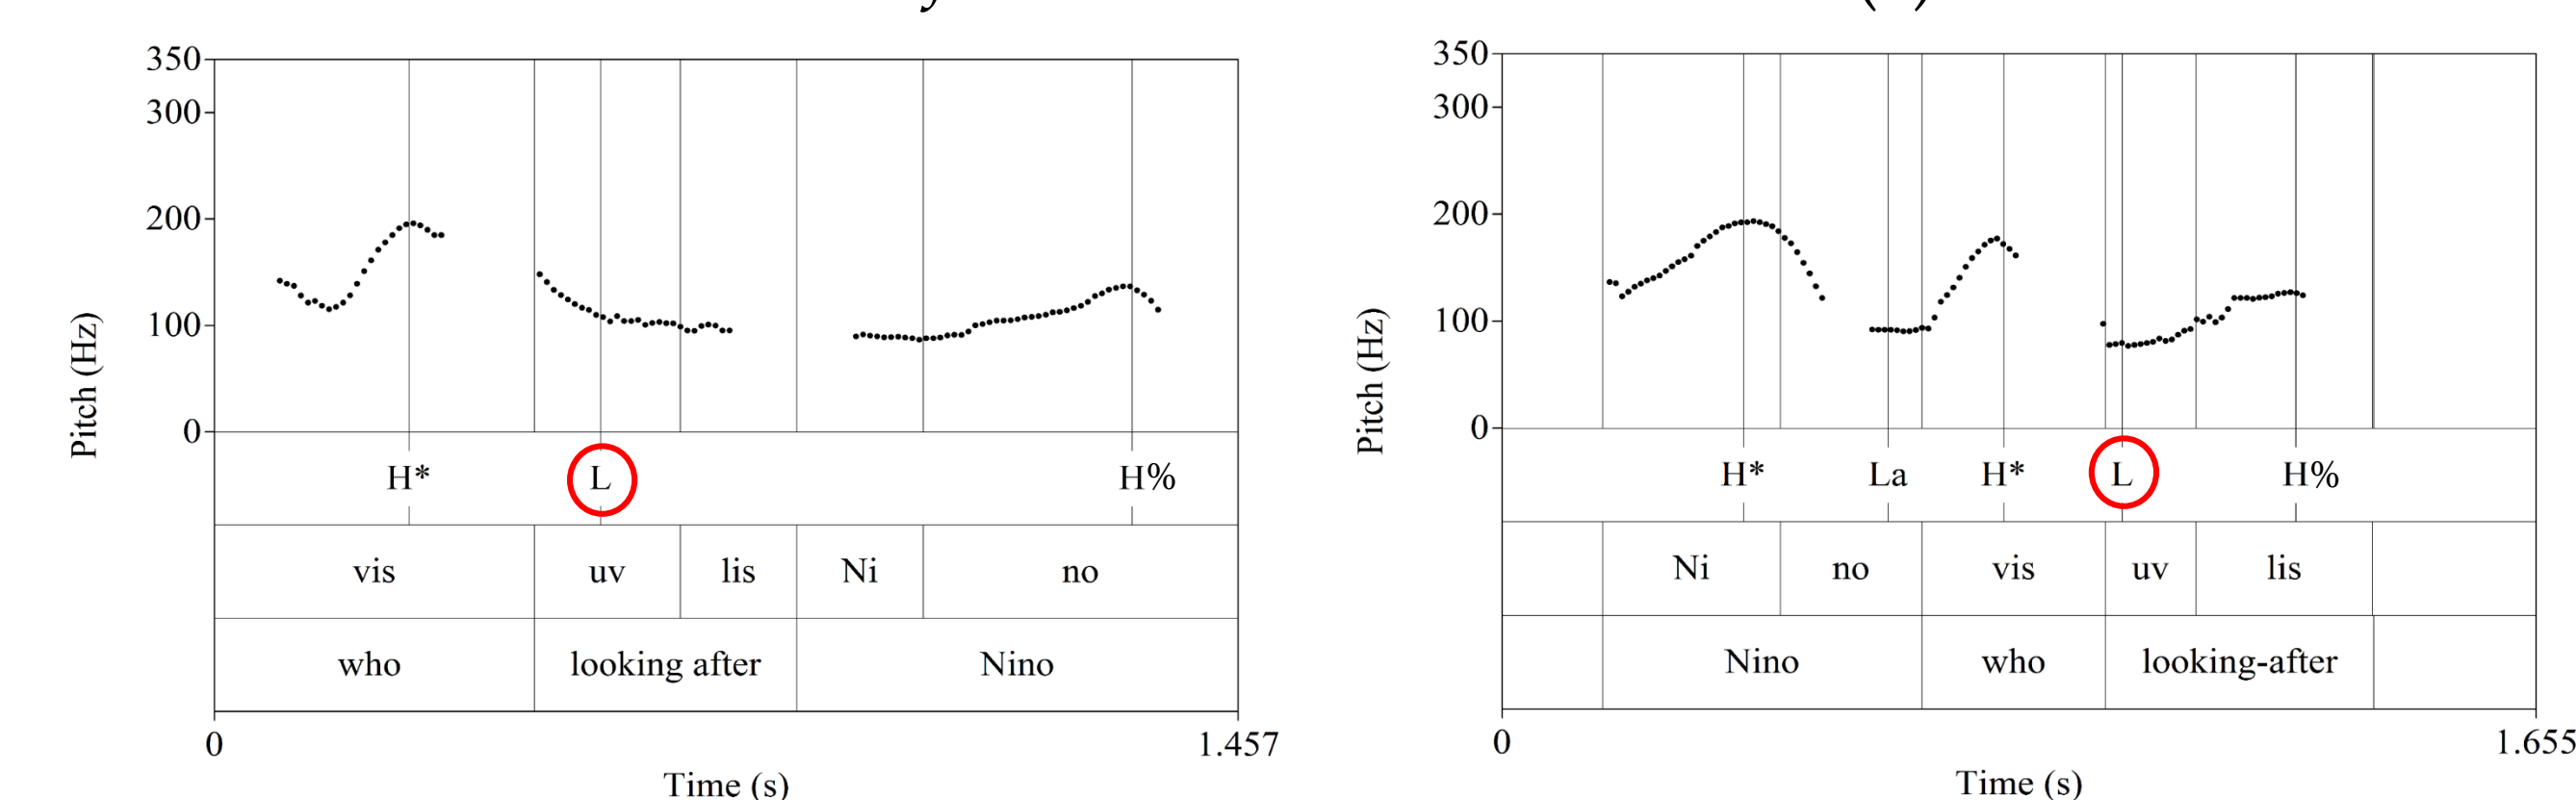 350
300
200
100
0
Pitch (Hz)
H* L H%
vis uv lis Ni no
who looking after Nino
0 1.457
Time (s)
350
300
200
100
0
Pitch (Hz)
H* La H* L H%
Ni no vis uv lis
Nino who looking-after
0 1.655
Time (s)